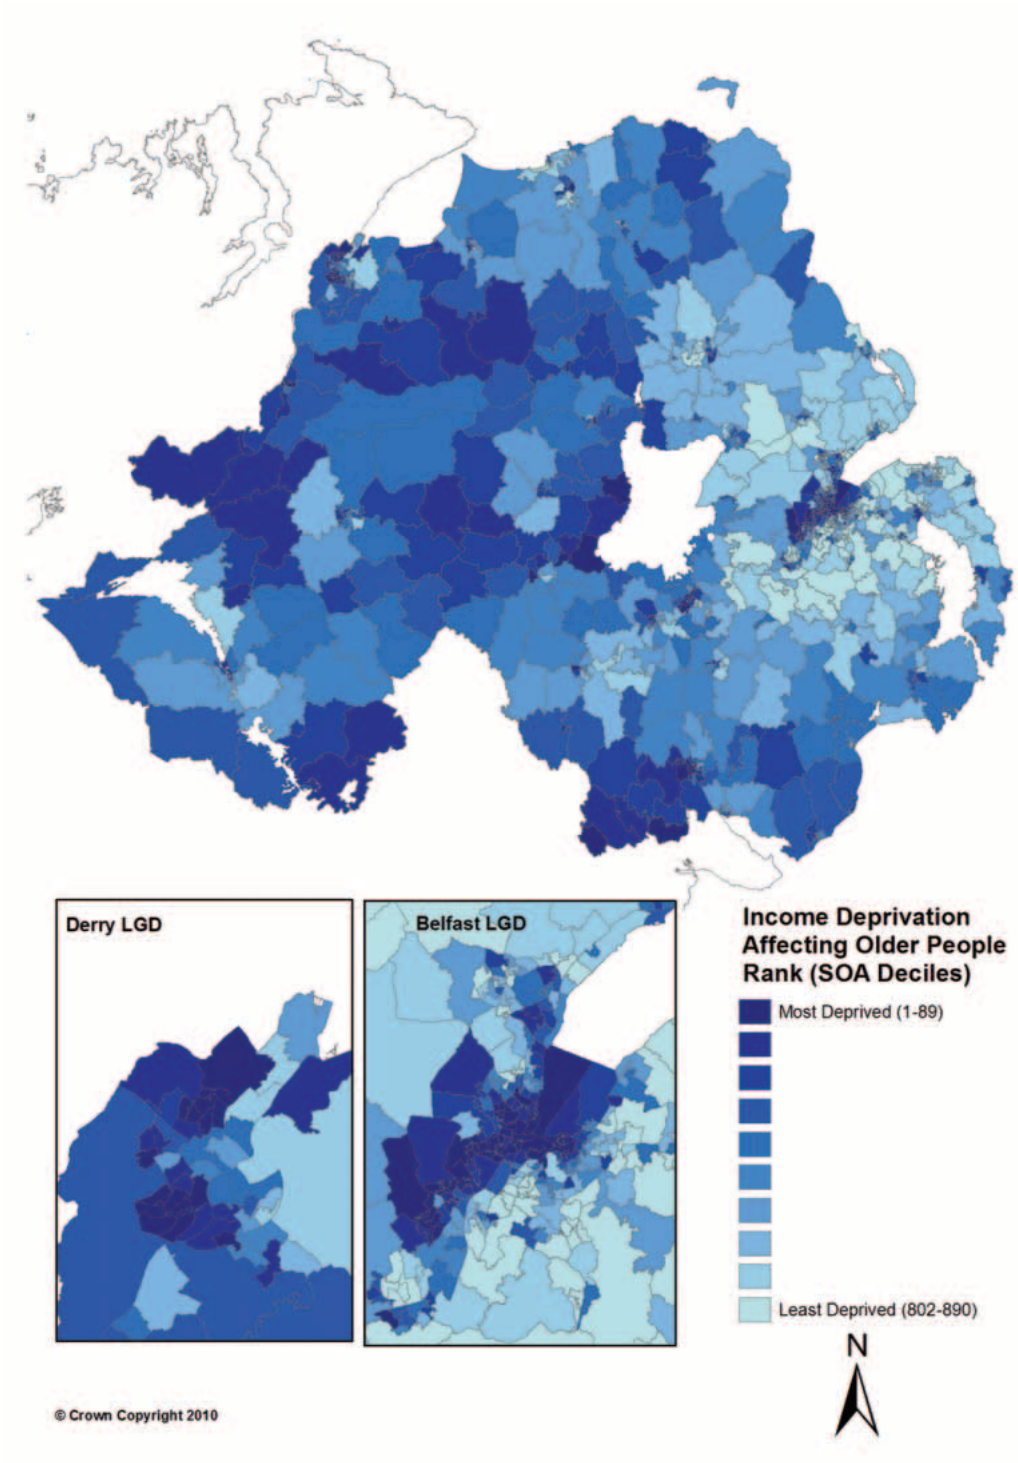 Derry LGD
Belfast LGD
Income Deprivation
Affecting Older People
Rank (SOA Deciles)
Most Deprived (1-89)
Least Deprived (802-890)
N
© Crown Copyright 2010